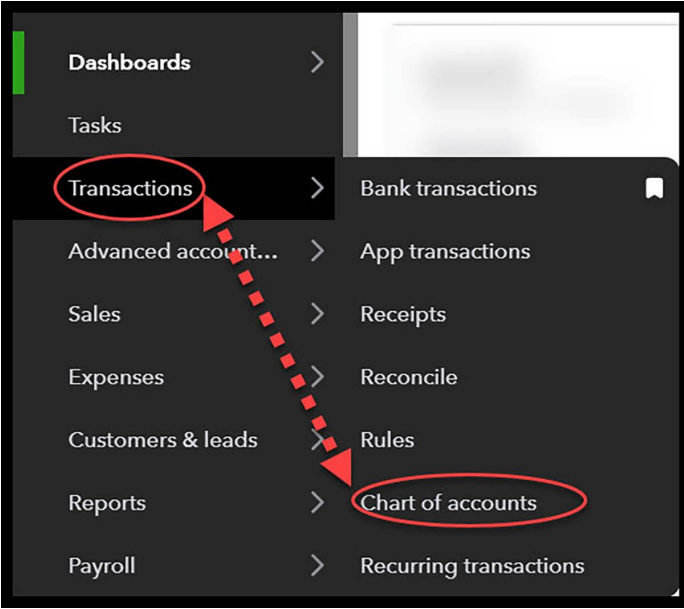 Dashboards
Tasks
Transactions
Advanced account...
Sales
Expenses
Customers & leads
Reports
Payroll
Bank transactions
App transactions
Receipts
Reconcile
Rules
Chart of accounts
Recurring transactions